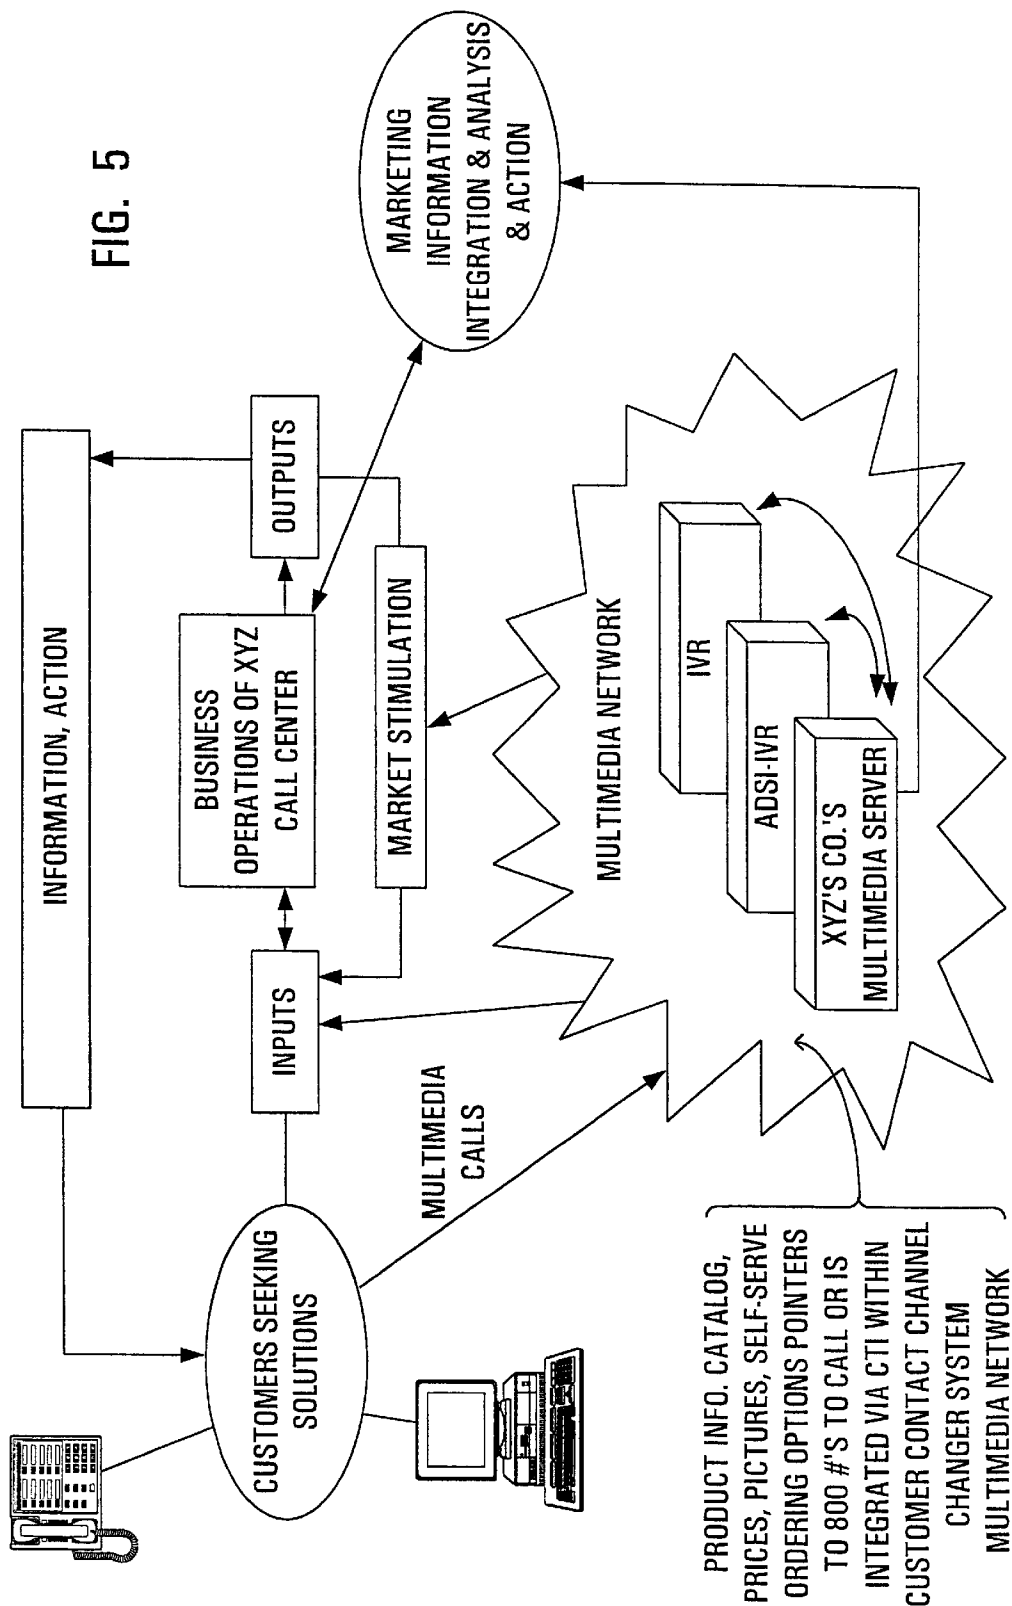 FIG. 5
INFORMATION, ACTION
CUSTOMERS SEEKING
SOLUTIONS
INPUTS
BUSINESS
OPERATIONS OF XYZ
CALL CENTER
OUTPUTS
MARKET STIMULATION
MARKETING
INFORMATION
INTEGRATION & ANALYSIS
& ACTION
MULTIMEDIA
CALLS
MULTIMEDIA NETWORK
IVR
ADSI-IVR
XYZ'S CO.'S
MULTIMEDIA SERVER
PRODUCT INFO. CATALOG,
PRICES, PICTURES, SELF-SERVE
ORDERING OPTIONS POINTERS
TO 800 #'S TO CALL OR IS
INTEGRATED VIA CTI WITHIN
CUSTOMER CONTACT CHANNEL
CHANGER SYSTEM
MULTIMEDIA NETWORK